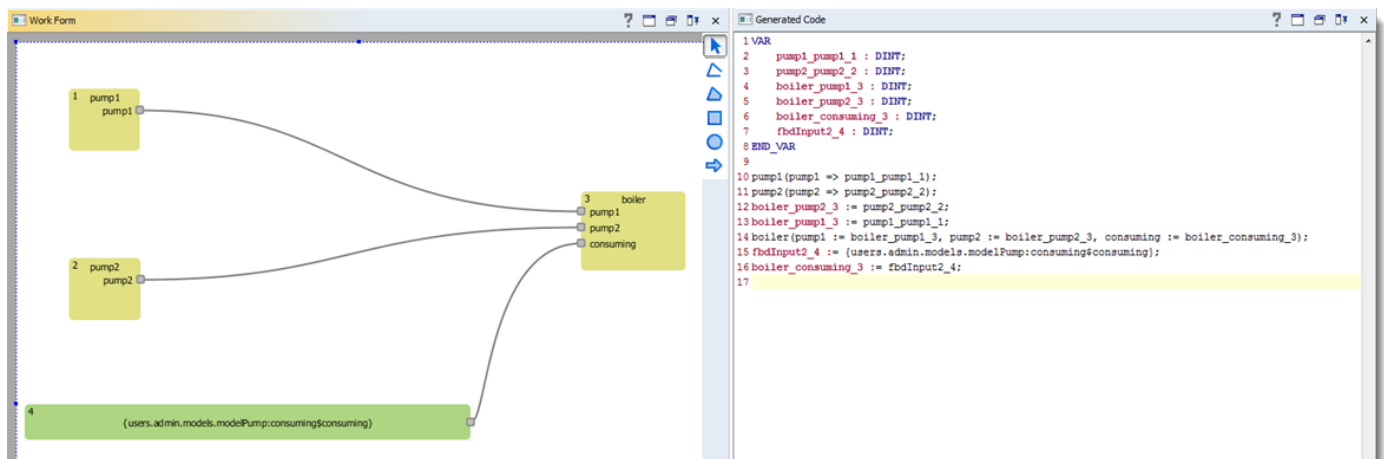 Work Form
1 pump1
pump1
2 pump2
pump2
3 boiler
pump1
pump2
consuming
4
{users.admin.models.modelPump:consuming$consuming}
Generated Code
1 VAR
2 pump1_pump1_1 : DINT;
3 pump2_pump2_2 : DINT;
4 boiler_pump1_3 : DINT;
5 boiler_pump2_3 : DINT;
6 boiler_consuming_3 : DINT;
7 fbdInput2_4 : DINT;
8 END_VAR
9
10 pump1(pump1 => pump1_pump1_1);
11 pump2(pump2 => pump2_pump2_2);
12 boiler_pump2_3 := pump2_pump2_2;
13 boiler_pump1_3 := pump1_pump1_1;
14 boiler(pump1 := boiler_pump1_3, pump2 := boiler_pump2_3, consuming := boiler_consuming_3);
15 fbdInput2_4 := {users.admin.models.modelPump:consuming$consuming};
16 boiler_consuming_3 := fbdInput2_4;
17